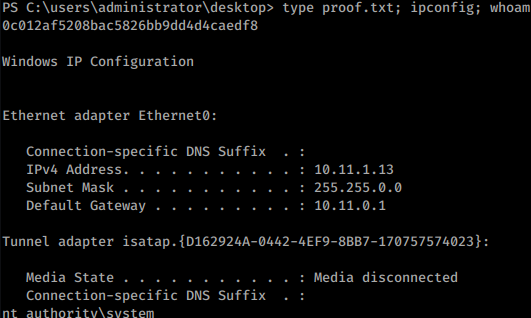 PS C:\users\administrator\desktop> type proof.txt; ipconfig; whoam
0c012af5208bac5826bb9dd4d4caedf8
Windows IP Configuration
Ethernet adapter Ethernet0:
Connection-specific DNS Suffix . :
IPv4 Address. . . . . . . . . . . : 10.11.1.13
Subnet Mask . . . . . . . . . . . : 255.255.0.0
Default Gateway . . . . . . . . . : 10.11.0.1
Tunnel adapter isatap.{D162924A-0442-4EF9-8BB7-170757574023}:
Media State . . . . . . . . . . . : Media disconnected
Connection-specific DNS Suffix . :
nt authority\system